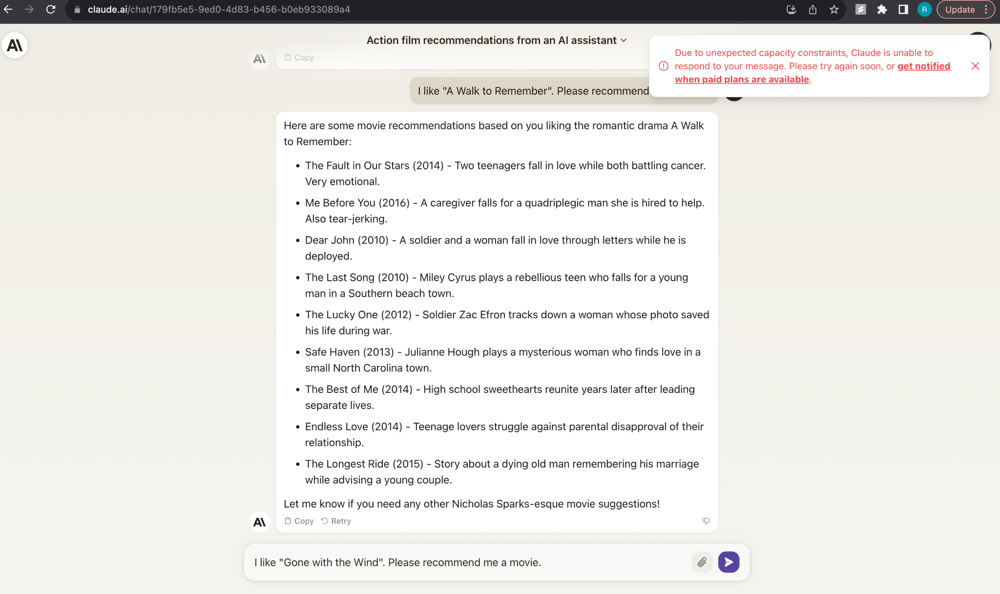 claude.ai/chat/179fb5e5-9ed0-4d83-b456-b0eb933089a4
R
Update
Action film recommendations from an AI assistant
Copy
Due to unexpected capacity constraints, Claude is unable to
respond to your message. Please try again soon, or get notified
when paid plans are available.
I like "A Walk to Remember". Please recommend
Here are some movie recommendations based on you liking the romantic drama A Walk
to Remember:
• The Fault in Our Stars (2014) - Two teenagers fall in love while both battling cancer.
Very emotional.
• Me Before You (2016) - A caregiver falls for a quadriplegic man she is hired to help.
Also tear-jerking.
• Dear John (2010) - A soldier and a woman fall in love through letters while he is
deployed.
• The Last Song (2010) - Miley Cyrus plays a rebellious teen who falls for a young
man in a Southern beach town.
• The Lucky One (2012) - Soldier Zac Efron tracks down a woman whose photo saved
his life during war.
• Safe Haven (2013) - Julianne Hough plays a mysterious woman who finds love in a
small North Carolina town.
• The Best of Me (2014) - High school sweethearts reunite years later after leading
separate lives.
• Endless Love (2014) - Teenage lovers struggle against parental disapproval of their
relationship.
• The Longest Ride (2015) - Story about a dying old man remembering his marriage
while advising a young couple.
Let me know if you need any other Nicholas Sparks-esque movie suggestions!
Copy Retry
I like "Gone with the Wind". Please recommend me a movie.